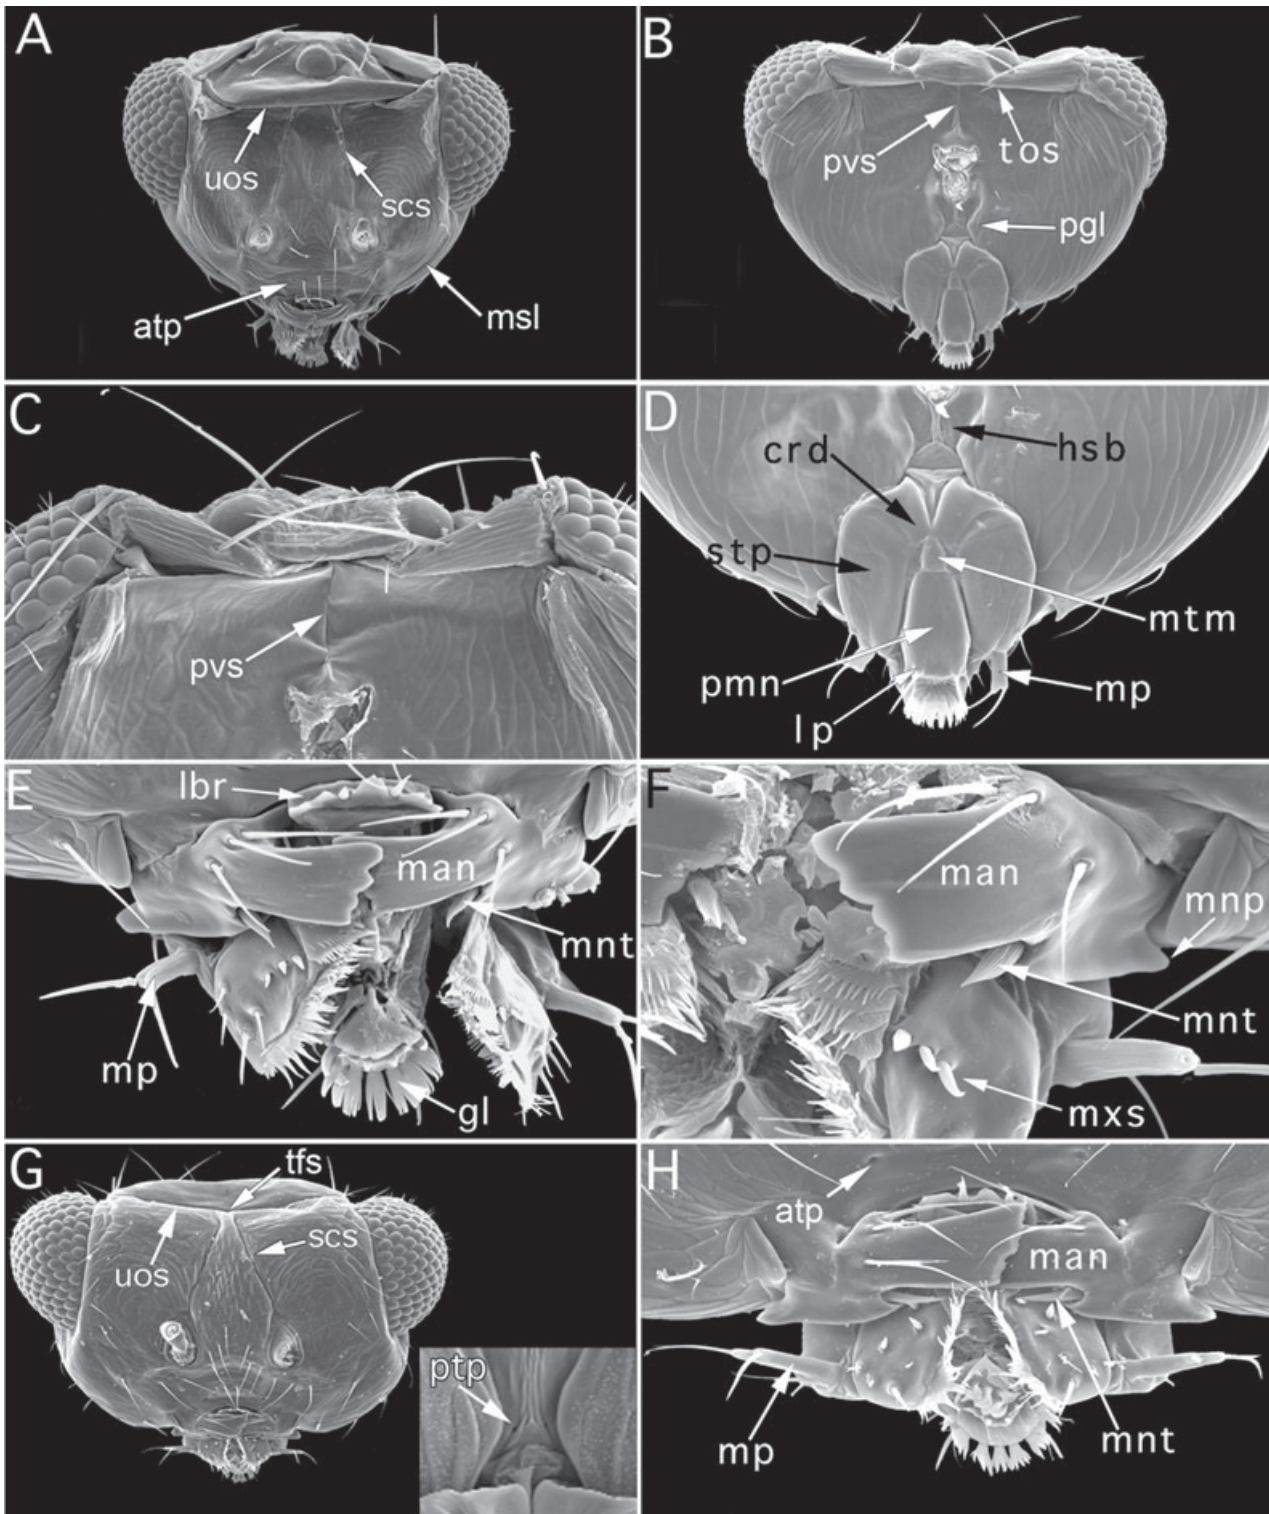 A
uos
scs
atp
msl
B
pvs
tos
pgl
C
pvs
D
crd
hsb
stp
mtm
pmn
mp
lp
E
lbr
man
mnt
mp
gl
F
man
mnp
mnt
mxs
G
tfs
scs
uos
ptp
H
atp
man
mp
mnt